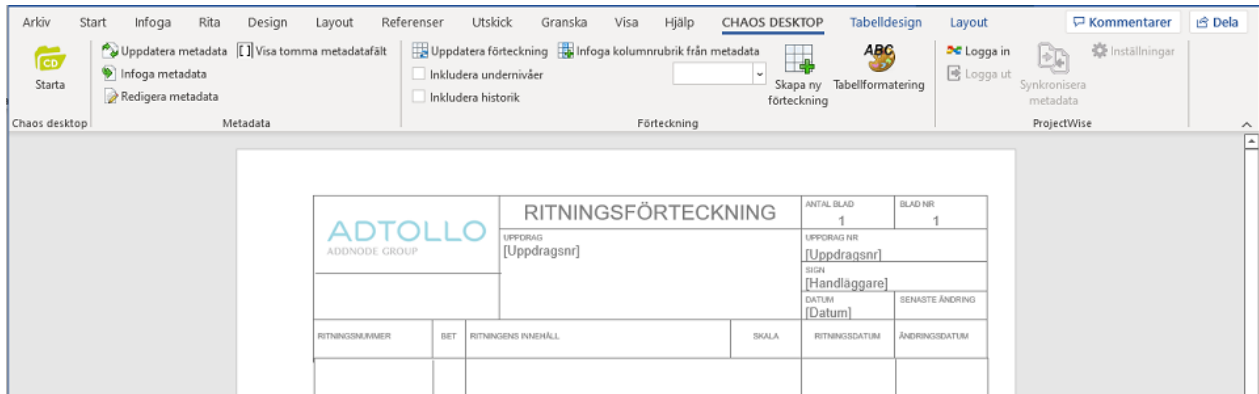 Arkiv Start Infoga Rita Design Layout Referenser Utskick Granska Visa Hjälp CHAOS DESKTOP Tabelldesign Layout Kommentarer Dela
Uppdatera metadata Visa tomma metadatafält Uppdatera förteckning Infoga kolumnrubrik från metadata ABC Logga in Inställningar
CD
Infoga metadata Inkludera undernivåer Logga ut
Starta Skapa ny Tabellformatering Synkronisera
Redigera metadata Inkludera historik förteckning metadata
Chaos desktop Metadata Förteckning ProjectWise
ADTOLLO
ADDNODE GROUP
RITNINGSFÖRTECKNING
ANTAL BLAD BLAD NR
1 1
UPPDRAG
[Uppdragsnr]
UPPDRAG NR
[Uppdragsnr]
SIGN
[Handläggare]
DATUM SENASTE ÄNDRING
[Datum]
RITNINGSNUMMER BET RITNINGENS INNEHÅLL SKALA RITNINGSDATUM ÄNDRINGSDATUM